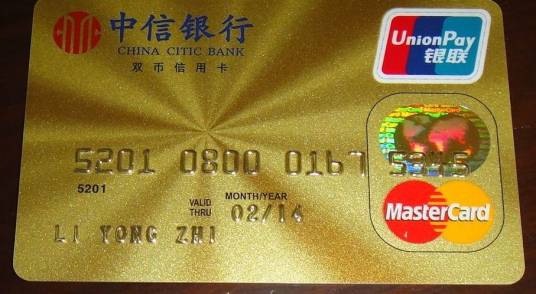 中信银行
CHINA CITIC BANK
双币信用卡
UnionPay
银联
5201 0800 0167
5201
MONTH/YEAR
VALID THRU 02/14
LI YONG ZHI
MasterCard